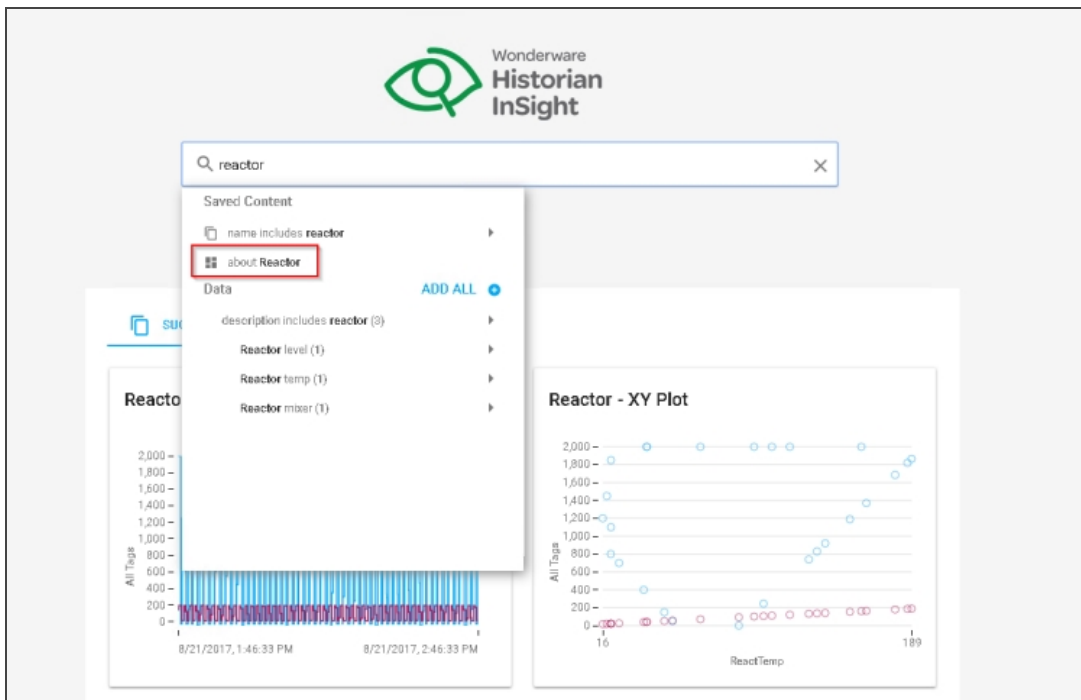 Wonderware
Historian
InSight
reactor
Saved Content
name includes reactor
about Reactor
Data ADD ALL
description includes reactor (3)
Reactor level (1)
Reactor temp (1)
Reactor mixer (1)
Reactor - XY Plot
2,000
1,800
1,600
1,400
1,200
1,000
800
600
400
200
0
All Tags
8/21/2017, 1:46:33 PM 8/21/2017, 2:46:33 PM
2,000
1,800
1,600
1,400
1,200
1,000
800
600
400
200
0
All Tags
16 189
ReactTemp